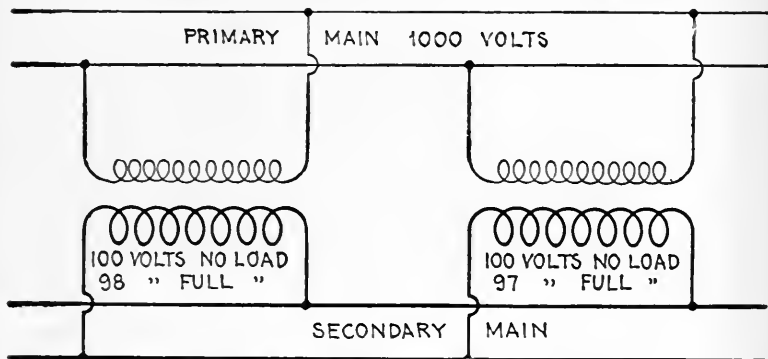 PRIMARY MAIN 1000 VOLTS
100 VOLTS NO LOAD
98 " FULL "
100 VOLTS NO LOAD
97 " FULL "
SECONDARY MAIN